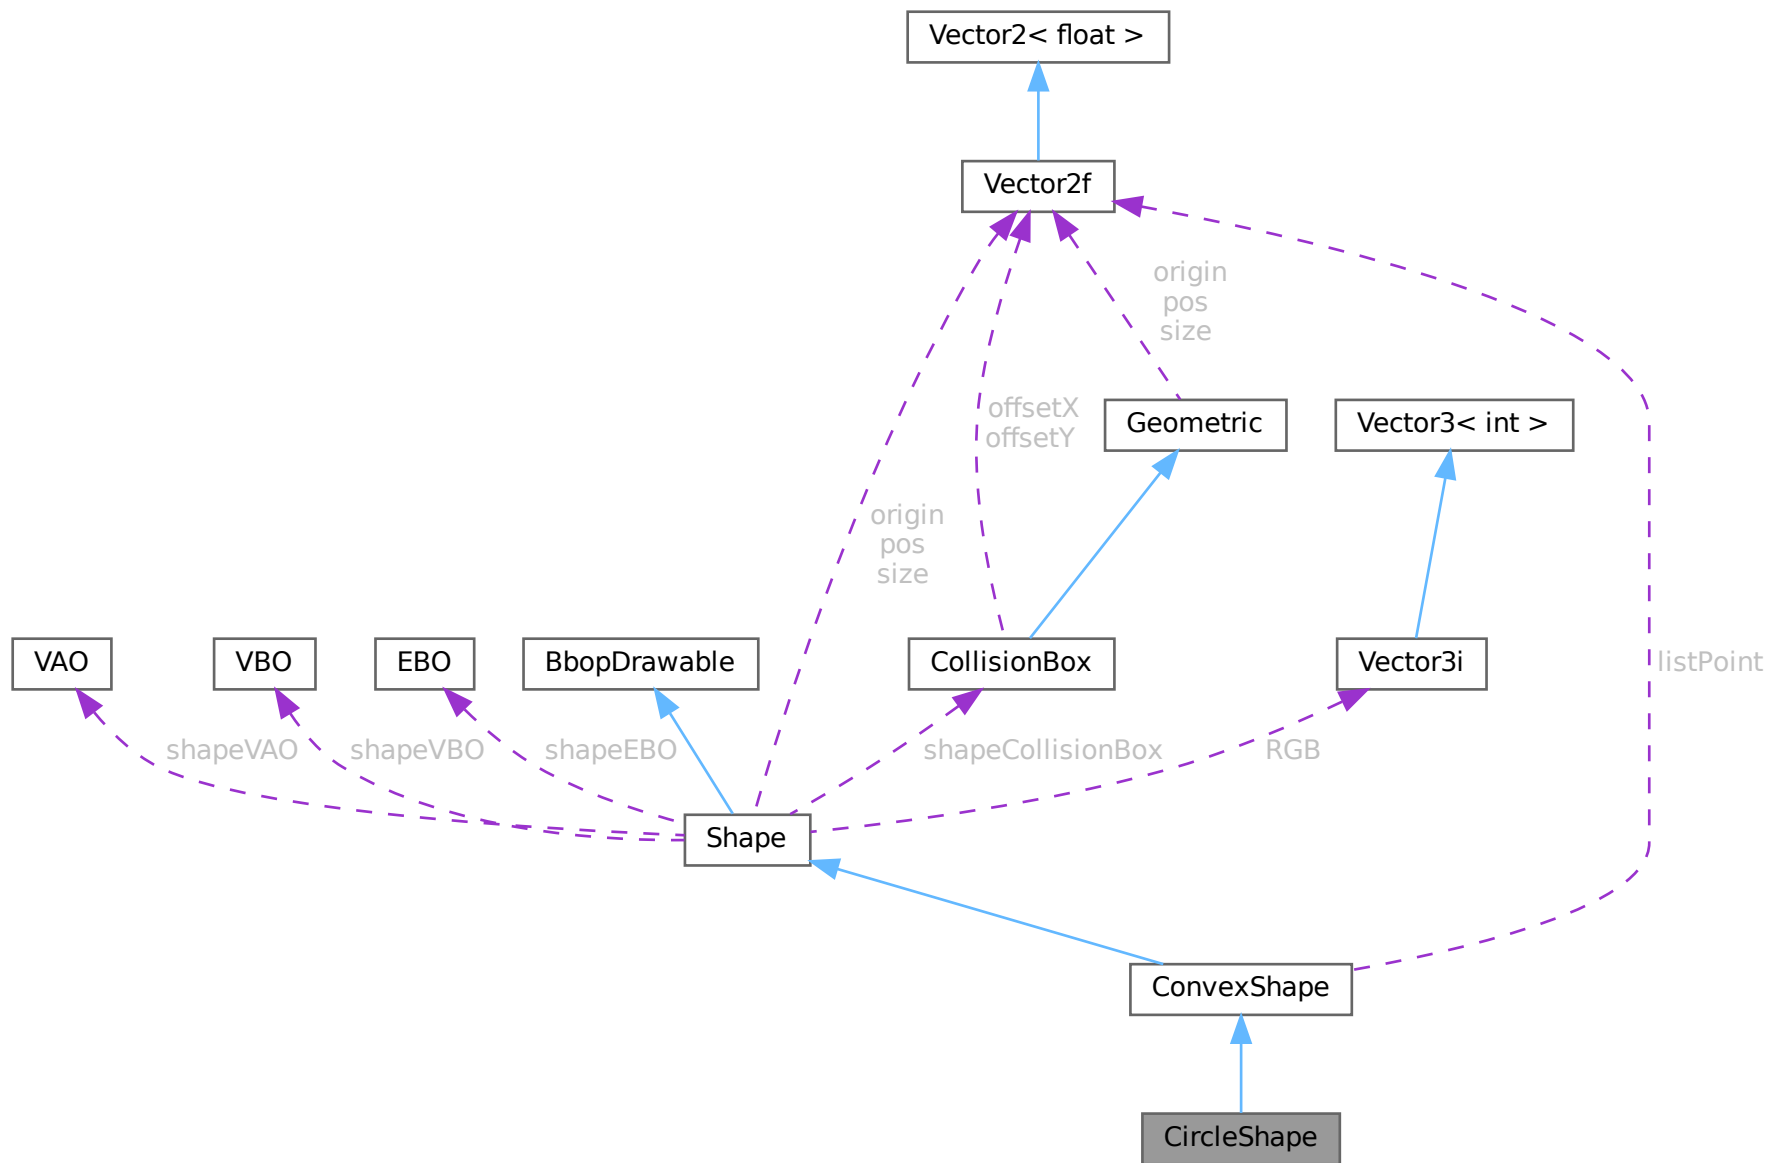 Vector2< float >
Vector2f
origin
pos
size
offsetX
offsetY
Geometric
Vector3< int >
origin
pos
size
VAO
VBO
EBO
BbopDrawable
CollisionBox
Vector3i
listPoint
shapeVAO
shapeVBO
shapeEBO
shapeCollisionBox
RGB
Shape
ConvexShape
CircleShape